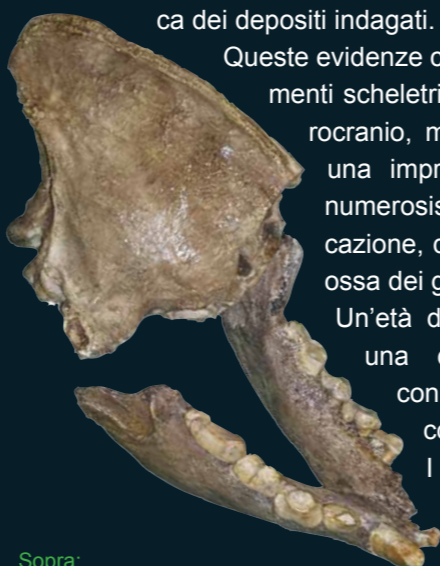 ca dei depositi indagati.
Queste evidenze
menti scheletri
rocranio, m
una impr
numerosis
cazione,
ossa dei g
Un'età d
una
con
co
I
Sopra: